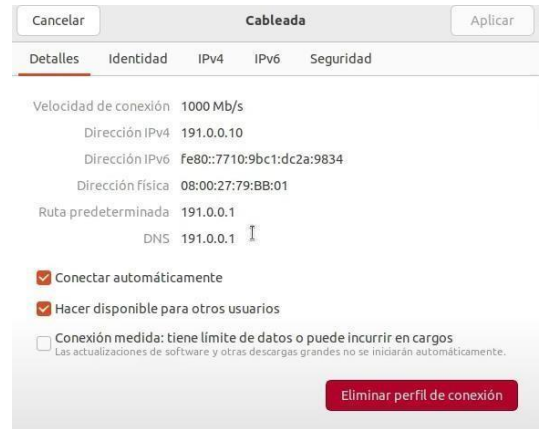 Cancelar Cableada Aplicar
Detalles Identidad IPv4 IPv6 Seguridad
Velocidad de conexión 1000 Mb/s
Dirección IPv4 191.0.0.10
Dirección IPv6 fe80::7710:9bc1:dc2a:9834
Dirección física 08:00:27:79:BB:01
Ruta predeterminada 191.0.0.1
DNS 191.0.0.1
Conectar automáticamente
Hacer disponible para otros usuarios
Conexión medida: tiene límite de datos o puede incurrir en cargos
Las actualizaciones de software y otras descargas grandes no se iniciarán automáticamente.
Eliminar perfil de conexión